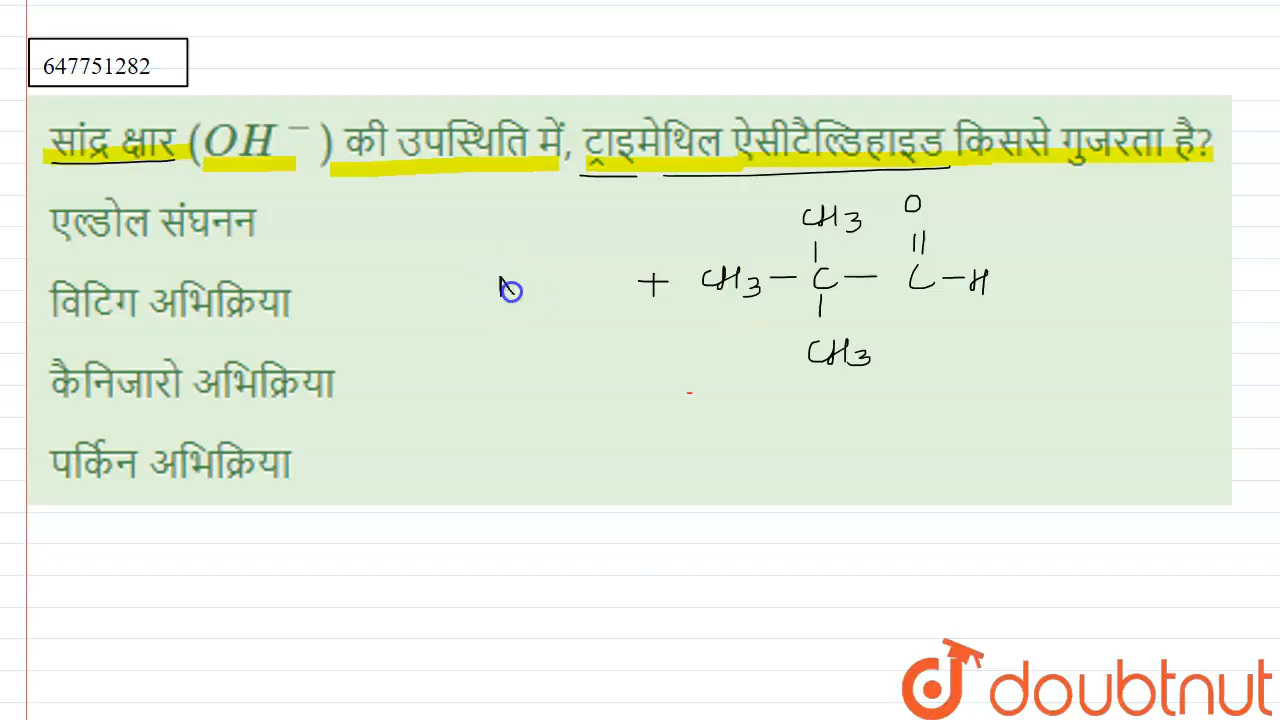 647751282
सांद्र क्षार (OH⁻) की उपस्थिति में, ट्राइमेथिल ऐसीटैल्डिहाइड किससे गुजरता है?
एल्डोल संघनन
विटिग अभिक्रिया
कैनिजारो अभिक्रिया
पर्किन अभिक्रिया
CH3 O
+ CH3 — C — C — H
CH3
doubtnut